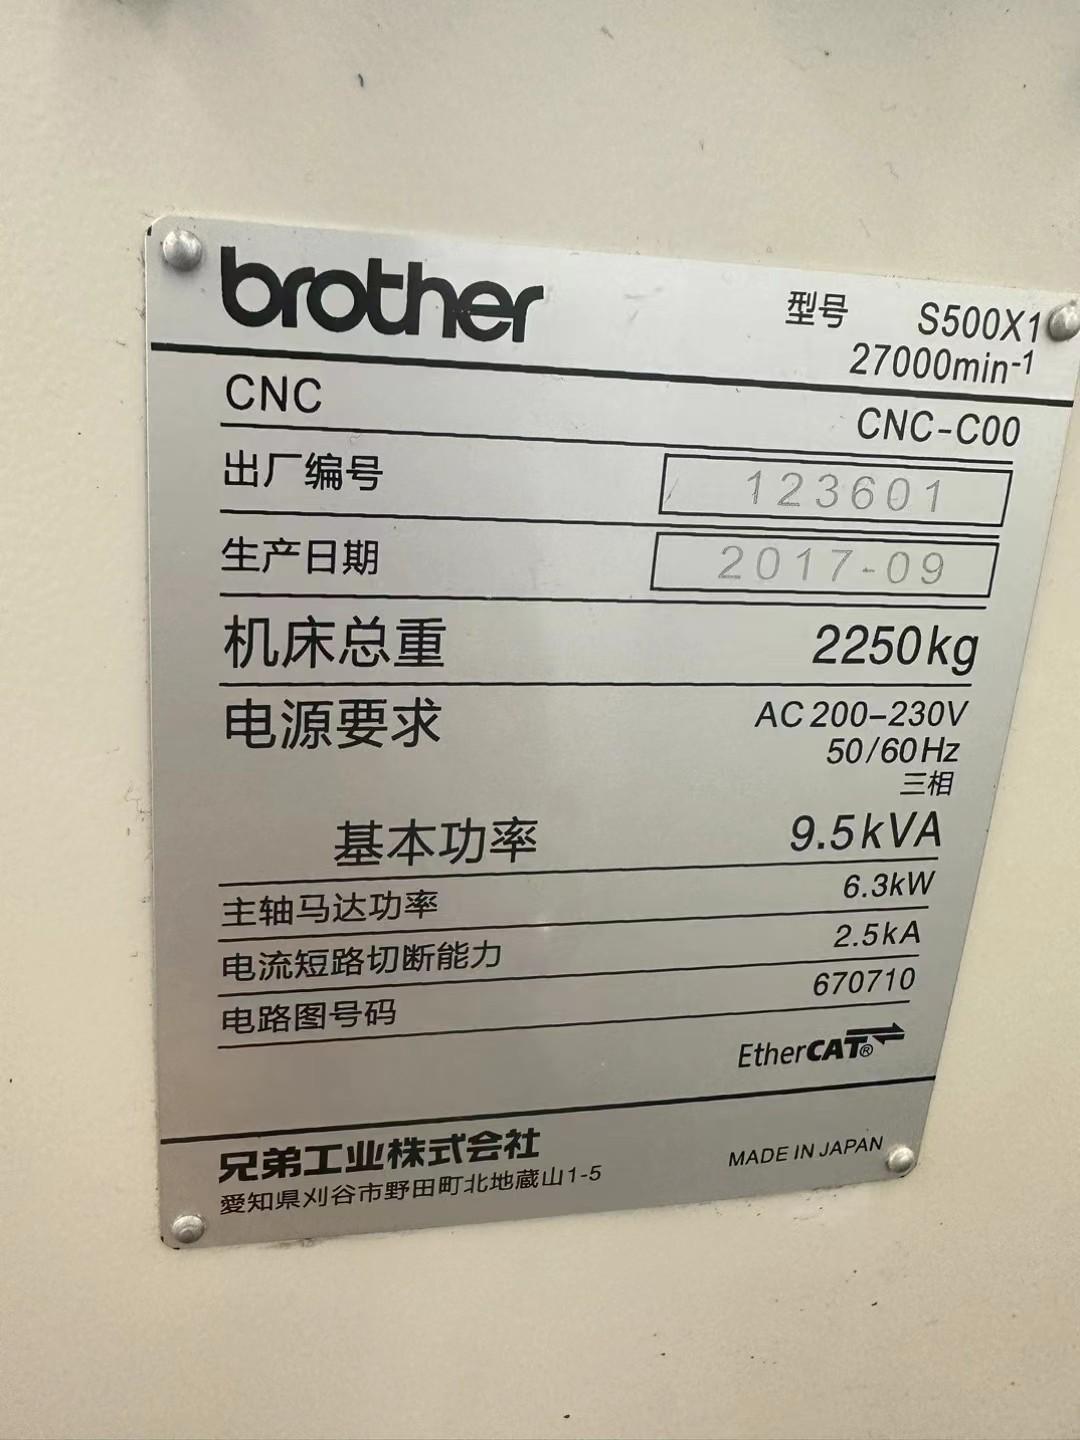 brother
型号 S500X1
27000min-1
CNC CNC-C00
出厂编号 123601
生产日期 2017-09
机床总重 2250kg
电源要求 AC 200-230V
50/60Hz
三相
基本功率 9.5kVA
主轴马达功率 6.3kW
电流短路切断能力 2.5kA
电路图号码 670710
EtherCAT®
兄弟工业株式会社
愛知県刈谷市野田町北地蔵山1-5 MADE IN JAPAN